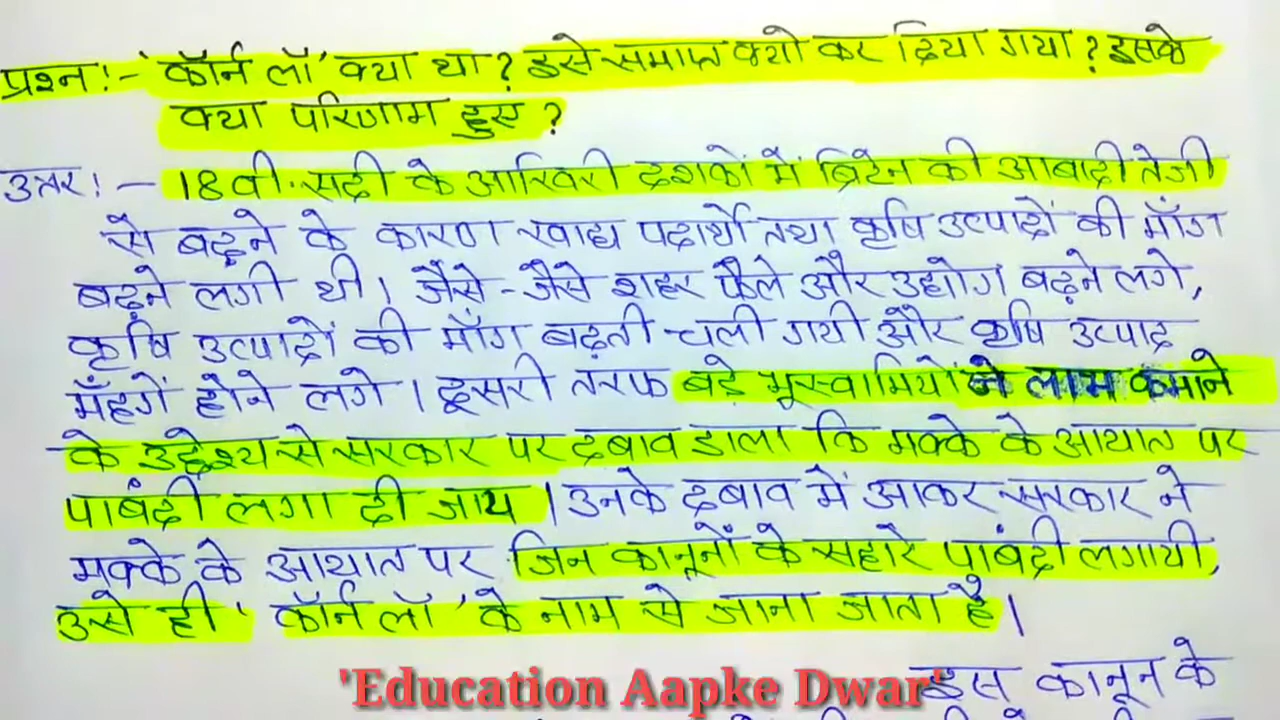 प्रश्न:- 'कॉर्न लॉ' क्या था? इसे समाप्त क्यो कर दिया गया? इसके
क्या परिणाम हुए?
उत्तर:- 18वी. सदी के आखिरी दशकों में ब्रिटेन की आबादी तेजी
से बढ़ने के कारण खाद्य पदार्थों तथा कृषि उत्पादों की माँग
बढ़ने लगी थी। जैसे-जैसे शहर फैले और उद्योग बढ़ने लगे,
कृषि उत्पादों की माँग बढ़ती चली गयी और कृषि उत्पाद
मँहगें होने लगे। दूसरी तरफ बड़े भूस्वामियों ने लाभ कमाने
के उद्देश्य से सरकार पर दबाव डाला कि मक्के के आयात पर
पाबंदी लगा दी जाय। उनके दबाव में आकर सरकार ने
मक्के के आयात पर जिन कानूनों के सहारे पाबंदी लगायी,
उसे ही 'कॉर्न लॉ' के नाम से जाना जाता है।
इस कानून के
'Education Aapke Dwar'